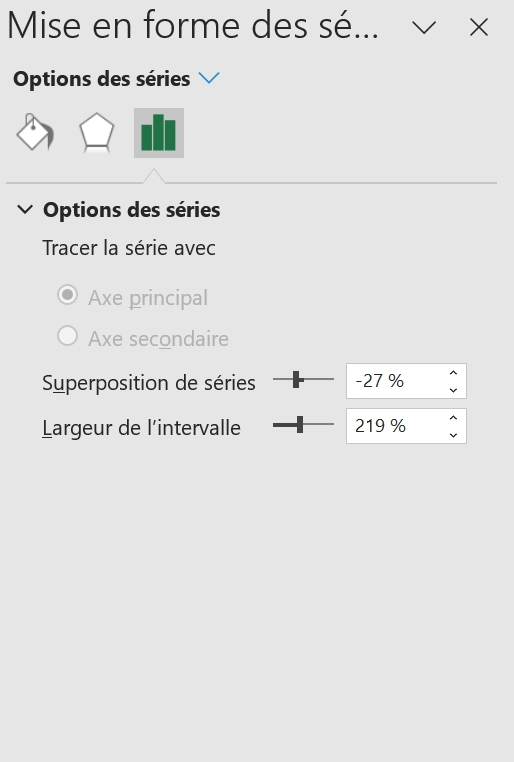 Mise en forme des sé...
Options des séries
Options des séries
Tracer la série avec
Axe principal
Axe secondaire
Superposition de séries -27 %
Largeur de l’intervalle 219 %